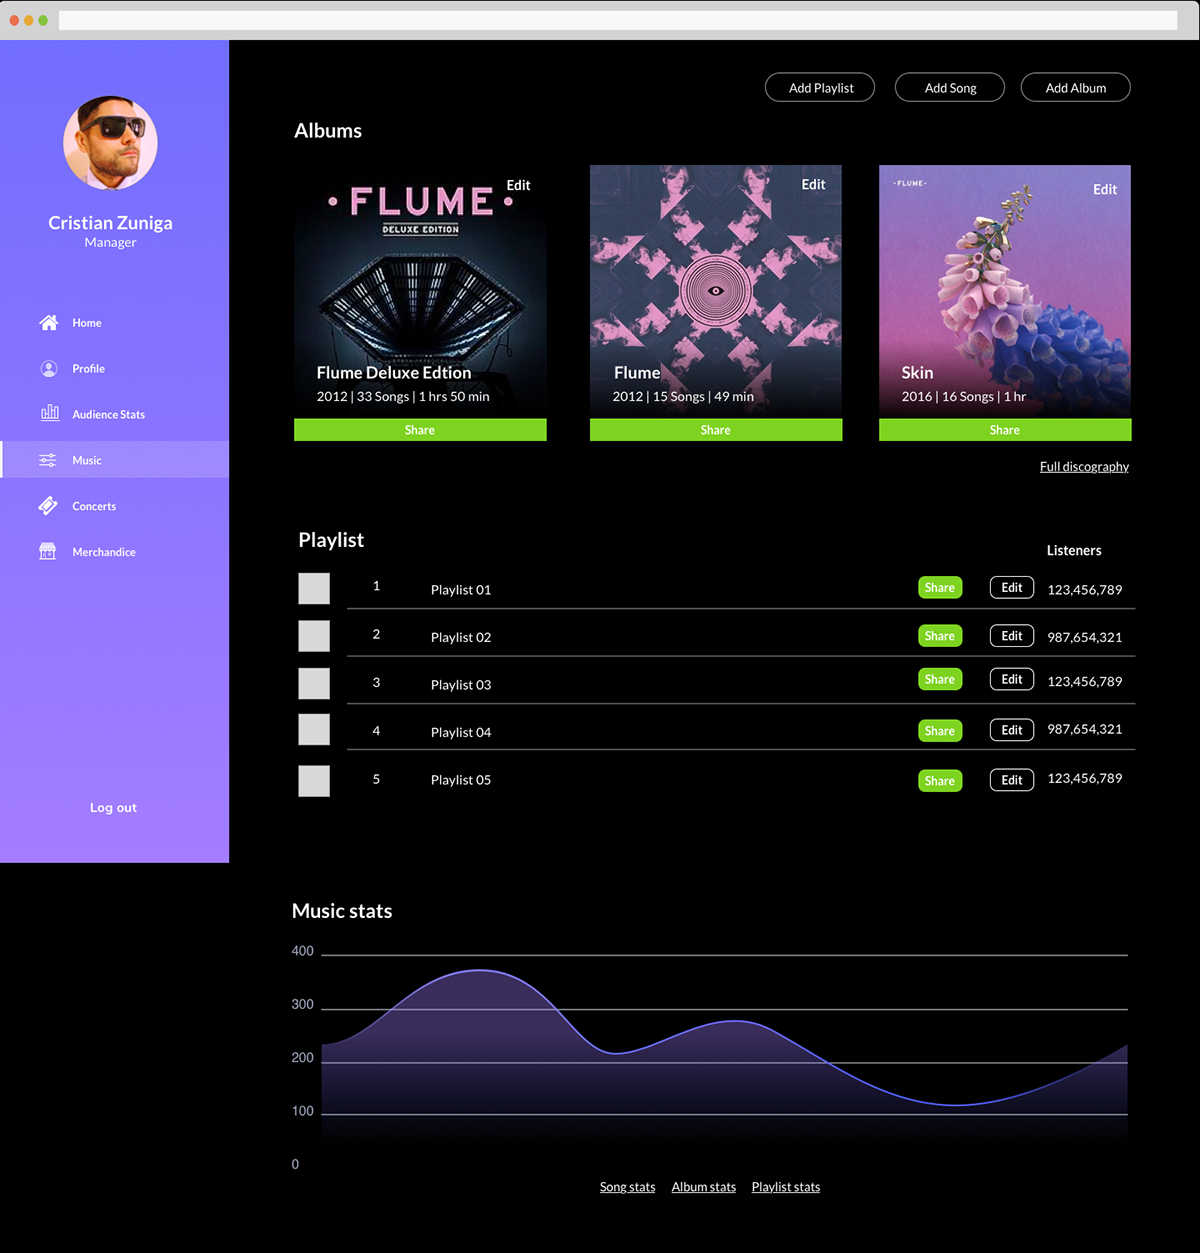 Add Playlist
Add Song
Add Album
Cristian Zuniga
Manager
Home
Profile
Audience Stats
Music
Concerts
Merchandice
Log out
Albums
• FLUME •
Edit
DELUXE EDITION
Flume Deluxe Edtion
2012 | 33 Songs | 1 hrs 50 min
Share
Edit
Flume
2012 | 15 Songs | 49 min
Share
• FLUME •
Edit
Skin
2016 | 16 Songs | 1 hr
Share
Full discography
Playlist
Listeners
1 Playlist 01 Share Edit 123,456,789
2 Playlist 02 Share Edit 987,654,321
3 Playlist 03 Share Edit 123,456,789
4 Playlist 04 Share Edit 987,654,321
5 Playlist 05 Share Edit 123,456,789
Music stats
400
300
200
100
0
Song stats Album stats Playlist stats